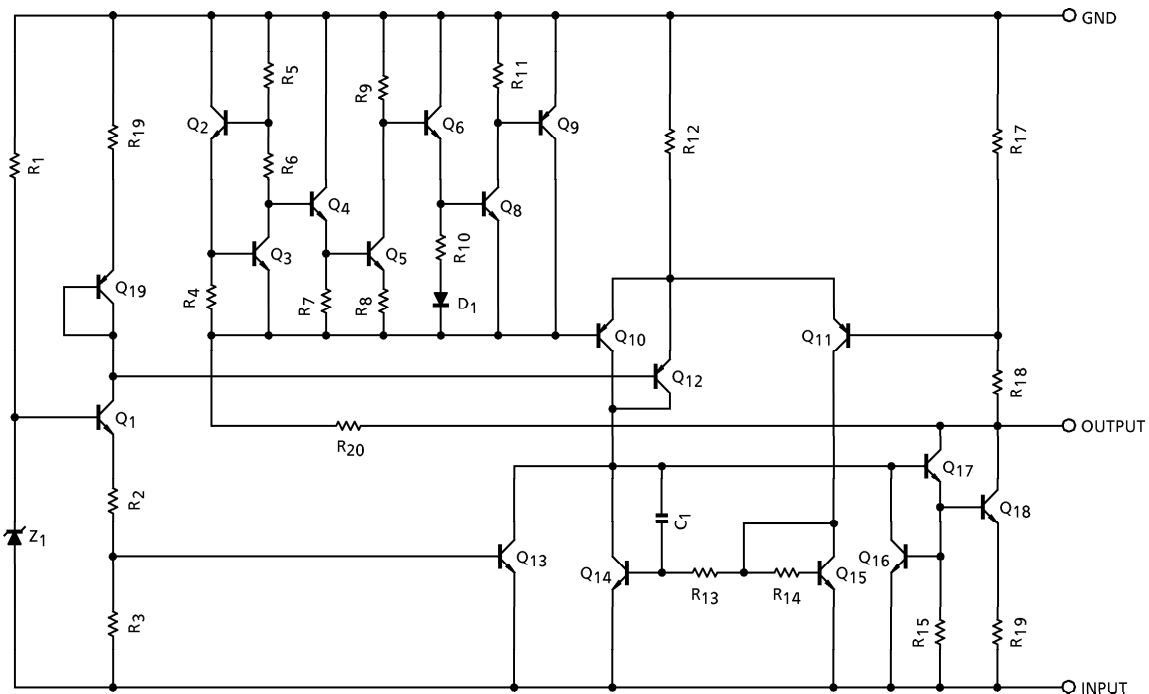 GND
R1
R19
R5
R9
R11
Q2
Q6
Q9
R12
R17
R6
Q4
Q8
Q3
Q5
R10
Q19
R4
R7
R8
D1
Q10
Q11
Q12
R18
Q1
OUTPUT
R20
Q17
R2
C1
Q18
Z1
Q13
Q14
R13
R14
Q15
Q16
R3
R15
R19
INPUT